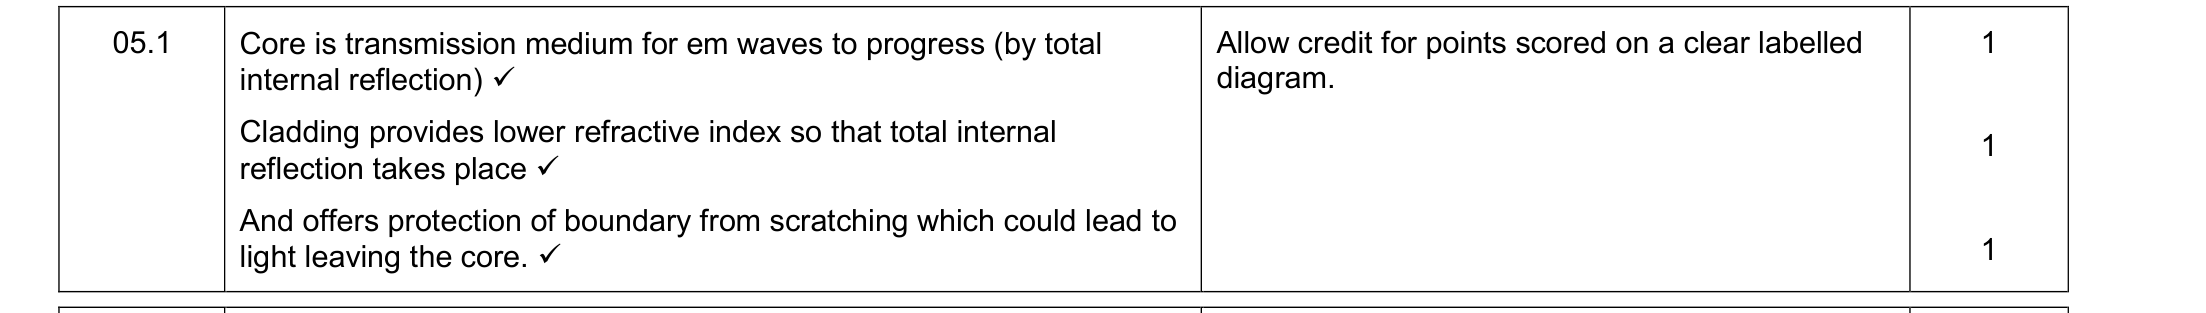 05.1
Core is transmission medium for em waves to progress (by total
internal reflection) ✓
Cladding provides lower refractive index so that total internal
reflection takes place ✓
And offers protection of boundary from scratching which could lead to
light leaving the core. ✓
Allow credit for points scored on a clear labelled
diagram.
1
1
1